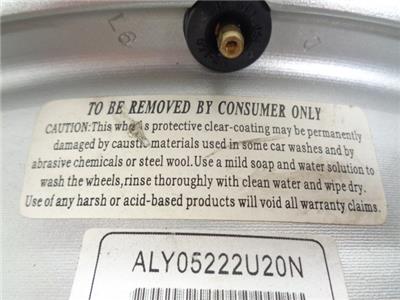 L6
TO BE REMOVED BY CONSUMER ONLY
CAUTION:This whe s protective clear-coating may be permanently
damaged by caustic materials used in some car washes and by
abrasive chemicals or steel wool.Use a mild soap and water solution to
wash the wheels,rinse thoroughly with clean water and wipe dry.
Use of any harsh or acid-based products will void all warranty claims.
ALY05222U20N